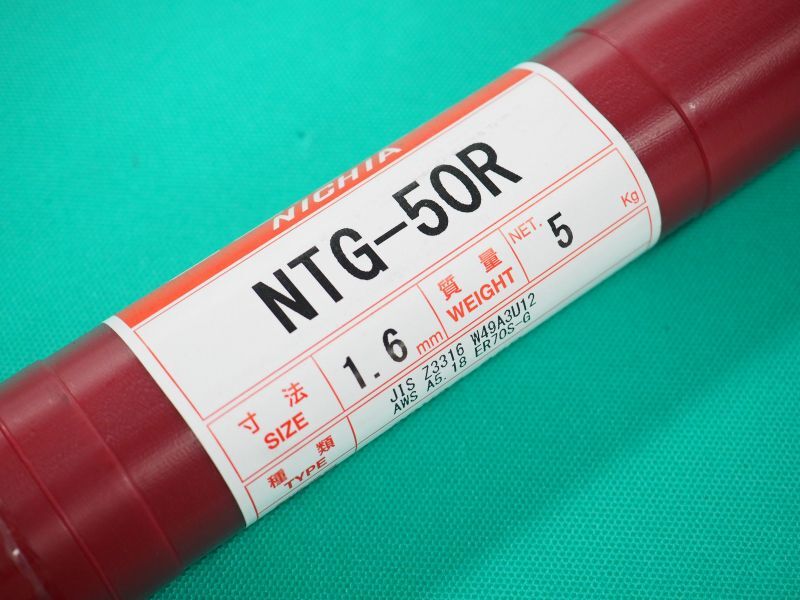 NICHIA
NTG-50R
寸法 SIZE 1.6 mm 質量 WEIGHT NET. 5 Kg
種類 TYPE JIS Z3316 W49A3U12
AWS A5.18 ER70S-G